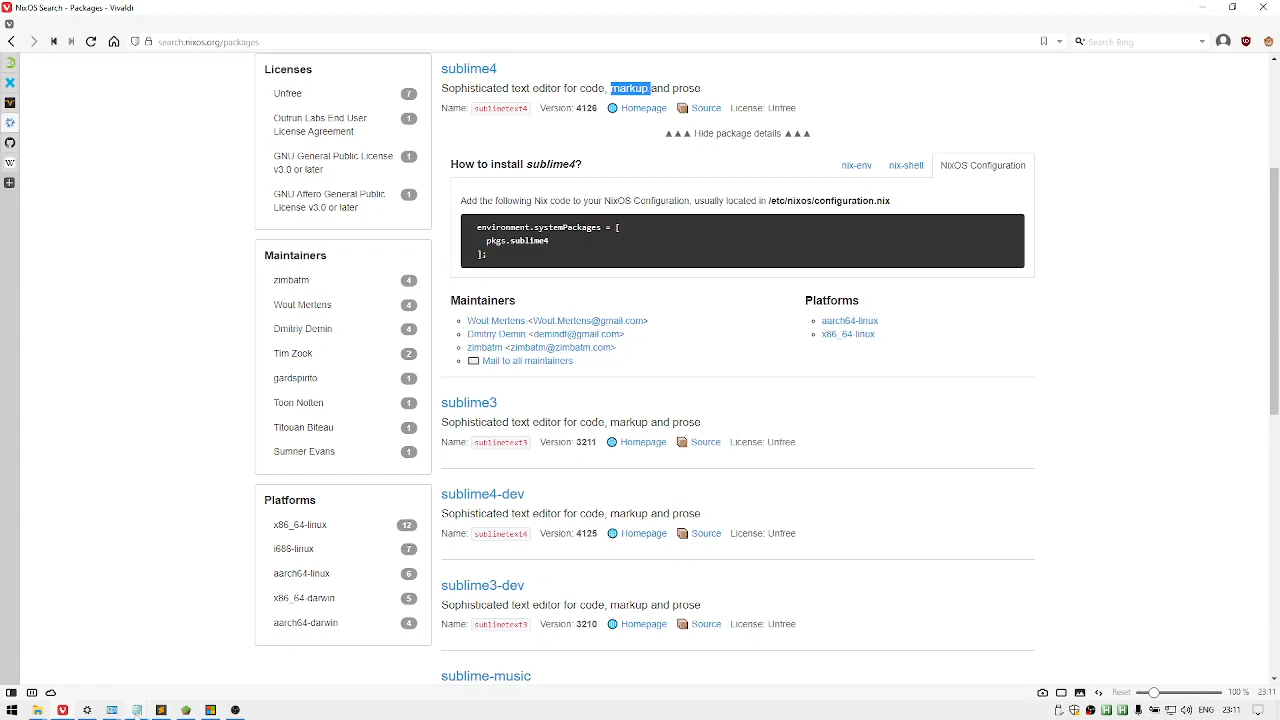 NixOS Search - Packages - Vivaldi
search.nixos.org/packages
Search Bing
Licenses
Unfree 7
Outrun Labs End User
License Agreement 1
GNU General Public License
v3.0 or later 1
GNU Affero General Public
License v3.0 or later 1
Maintainers
zimbatm 4
Wout Mertens 4
Dmitriy Demin 4
Tim Zook 2
gardspirito 1
Toon Nolten 1
Titouan Biteau 1
Sumner Evans 1
Platforms
x86_64-linux 12
i686-linux 7
aarch64-linux 6
x86_64-darwin 5
aarch64-darwin 4
sublime4
Sophisticated text editor for code, markup and prose
Name: sublimetext4 Version: 4126 Homepage Source License: Unfree
▲▲▲ Hide package details ▲▲▲
How to install sublime4?
nix-env nix-shell NixOS Configuration
Add the following Nix code to your NixOS Configuration, usually located in /etc/nixos/configuration.nix
environment.systemPackages = [
pkgs.sublime4
];
Maintainers
Wout Mertens <Wout.Mertens@gmail.com>
Dmitriy Demin <demindf@gmail.com>
zimbatm <zimbatm@zimbatm.com>
Mail to all maintainers
Platforms
aarch64-linux
x86_64-linux
sublime3
Sophisticated text editor for code, markup and prose
Name: sublimetext3 Version: 3211 Homepage Source License: Unfree
sublime4-dev
Sophisticated text editor for code, markup and prose
Name: sublimetext4 Version: 4125 Homepage Source License: Unfree
sublime3-dev
Sophisticated text editor for code, markup and prose
Name: sublimetext3 Version: 3210 Homepage Source License: Unfree
sublime-music
Reset 100 % 23:11
ENG 23:11